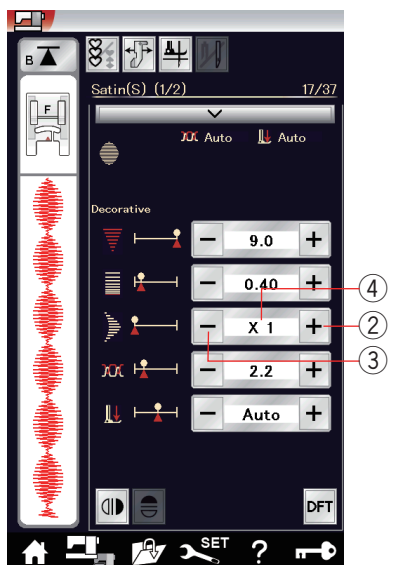 B
Satin(S) (1/2) 17/37
F
Auto Auto
Decorative
− 9.0 +
− 0.40 +
④
− X 1 + ②
③
− 2.2 +
− Auto +
DFT
SET ?